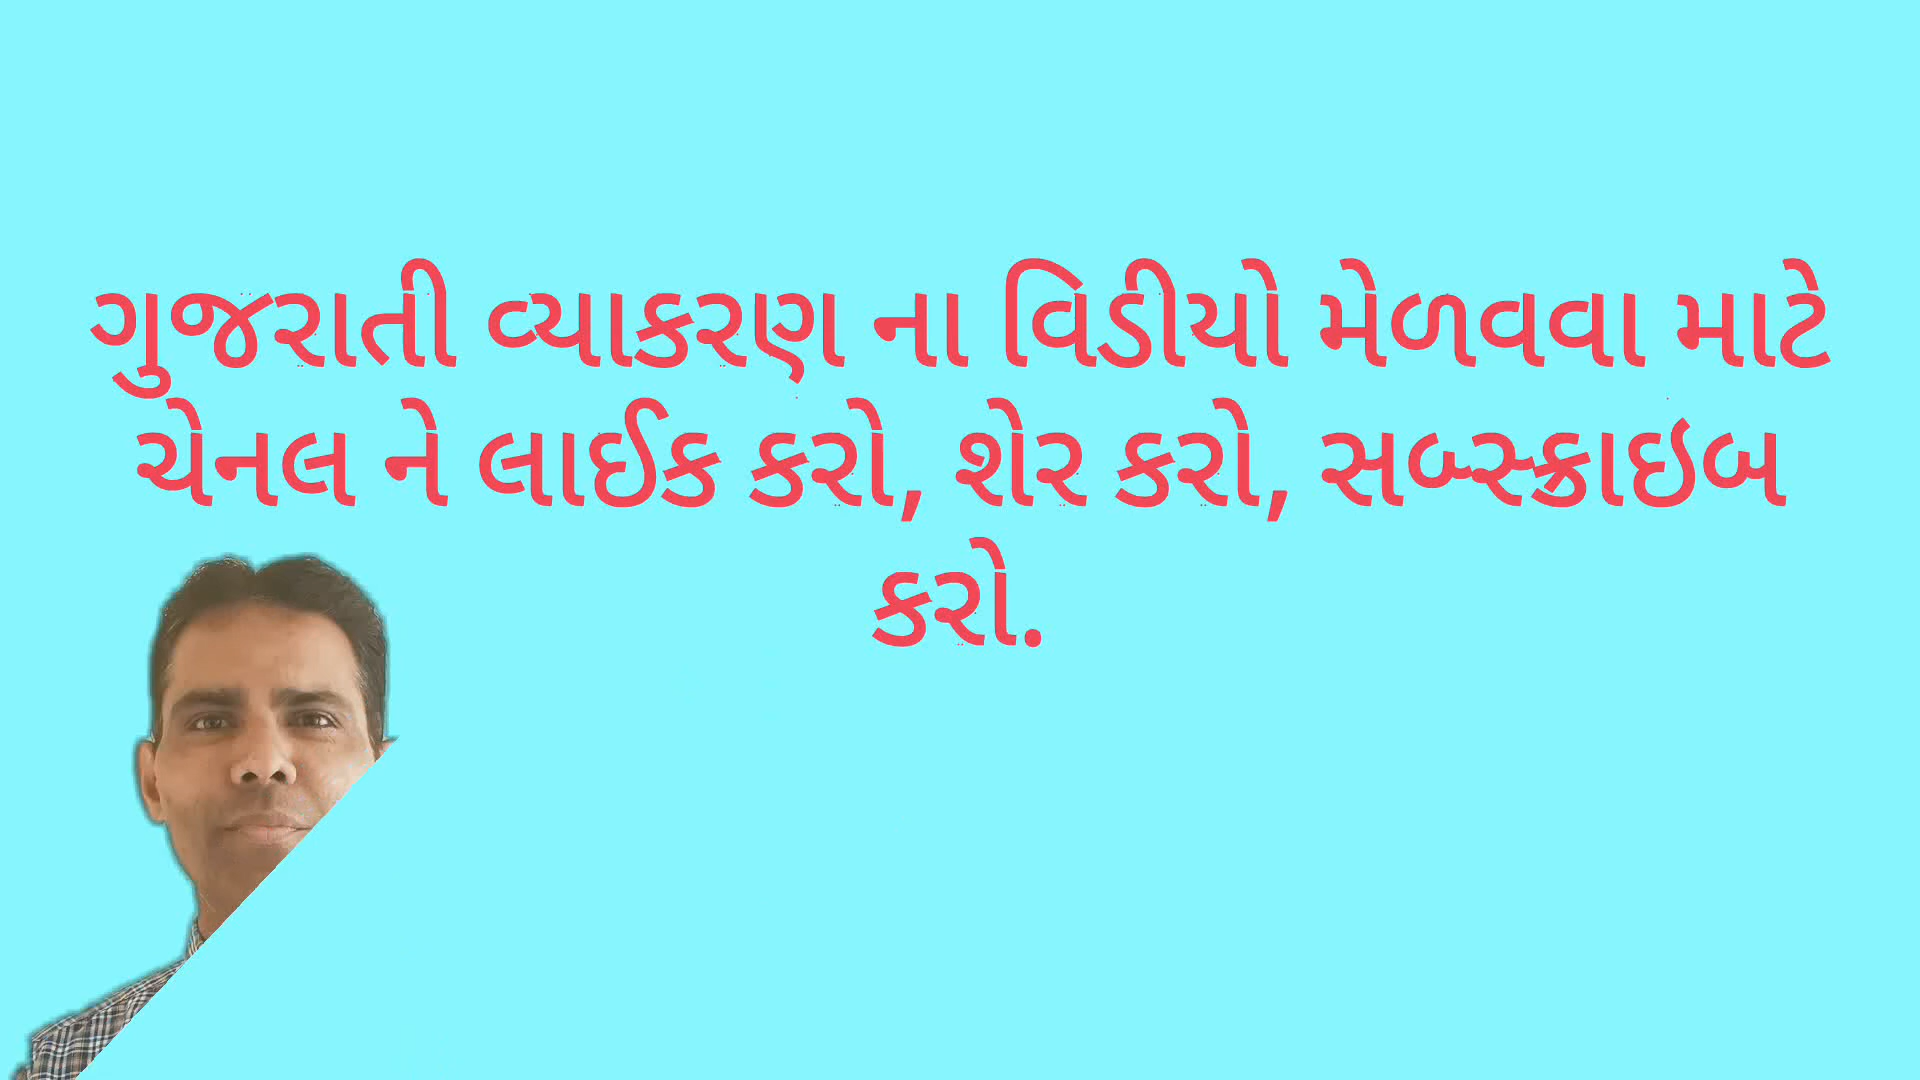 ગુજરાતી વ્યાકરણ ના વિડીયો મેળવવા માટે
ચેનલ ને લાઈક કરો, શેર કરો, સબ્સ્ક્રાઇબ
કરો.